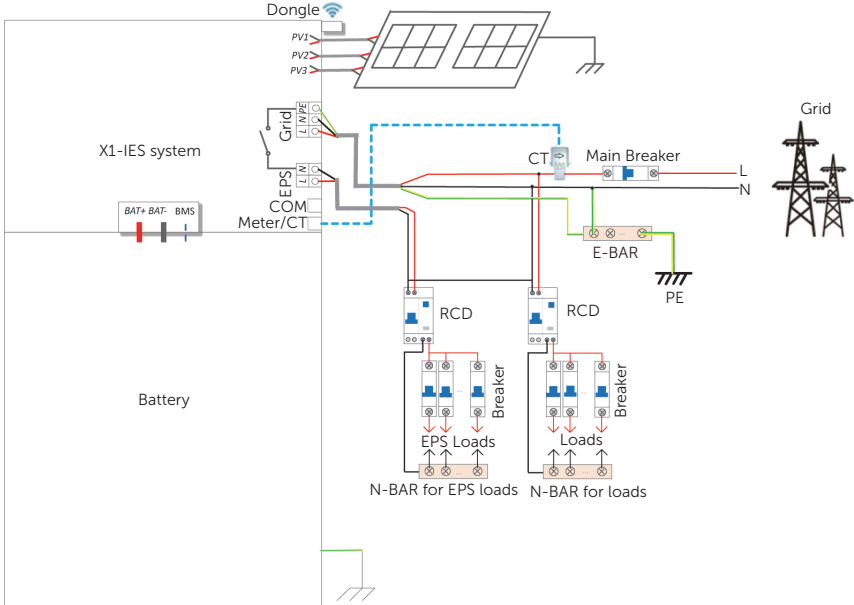 Dongle
PV1
PV2
PV3
Grid
PE
N
L
X1-IES system
EPS
N
L
COM
Meter/CT
BAT+ BAT- BMS
Battery
CT
Main Breaker
L
N
Grid
E-BAR
PE
RCD
RCD
...
Breaker
...
Breaker
EPS Loads
Loads
...
...
N-BAR for EPS loads
N-BAR for loads